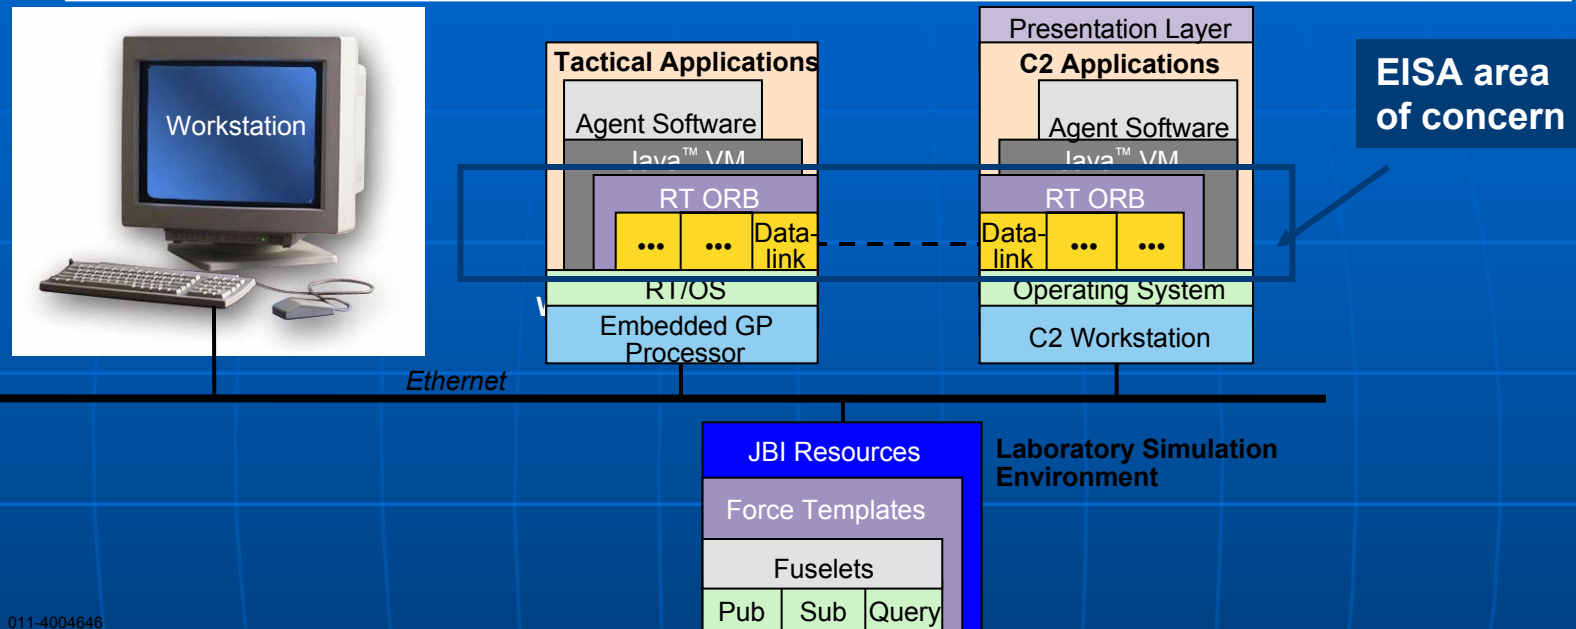 Workstation
Tactical Applications
Agent Software
Java™ VM
RT ORB
... ... Data-
link
RT/OS
Embedded GP
Processor
Presentation Layer
C2 Applications
Agent Software
Java™ VM
RT ORB
Data- ... ...
link
Operating System
C2 Workstation
EISA area
of concern
Ethernet
JBI Resources
Force Templates
Fuselets
Pub Sub Query
Laboratory Simulation
Environment
011-4004646